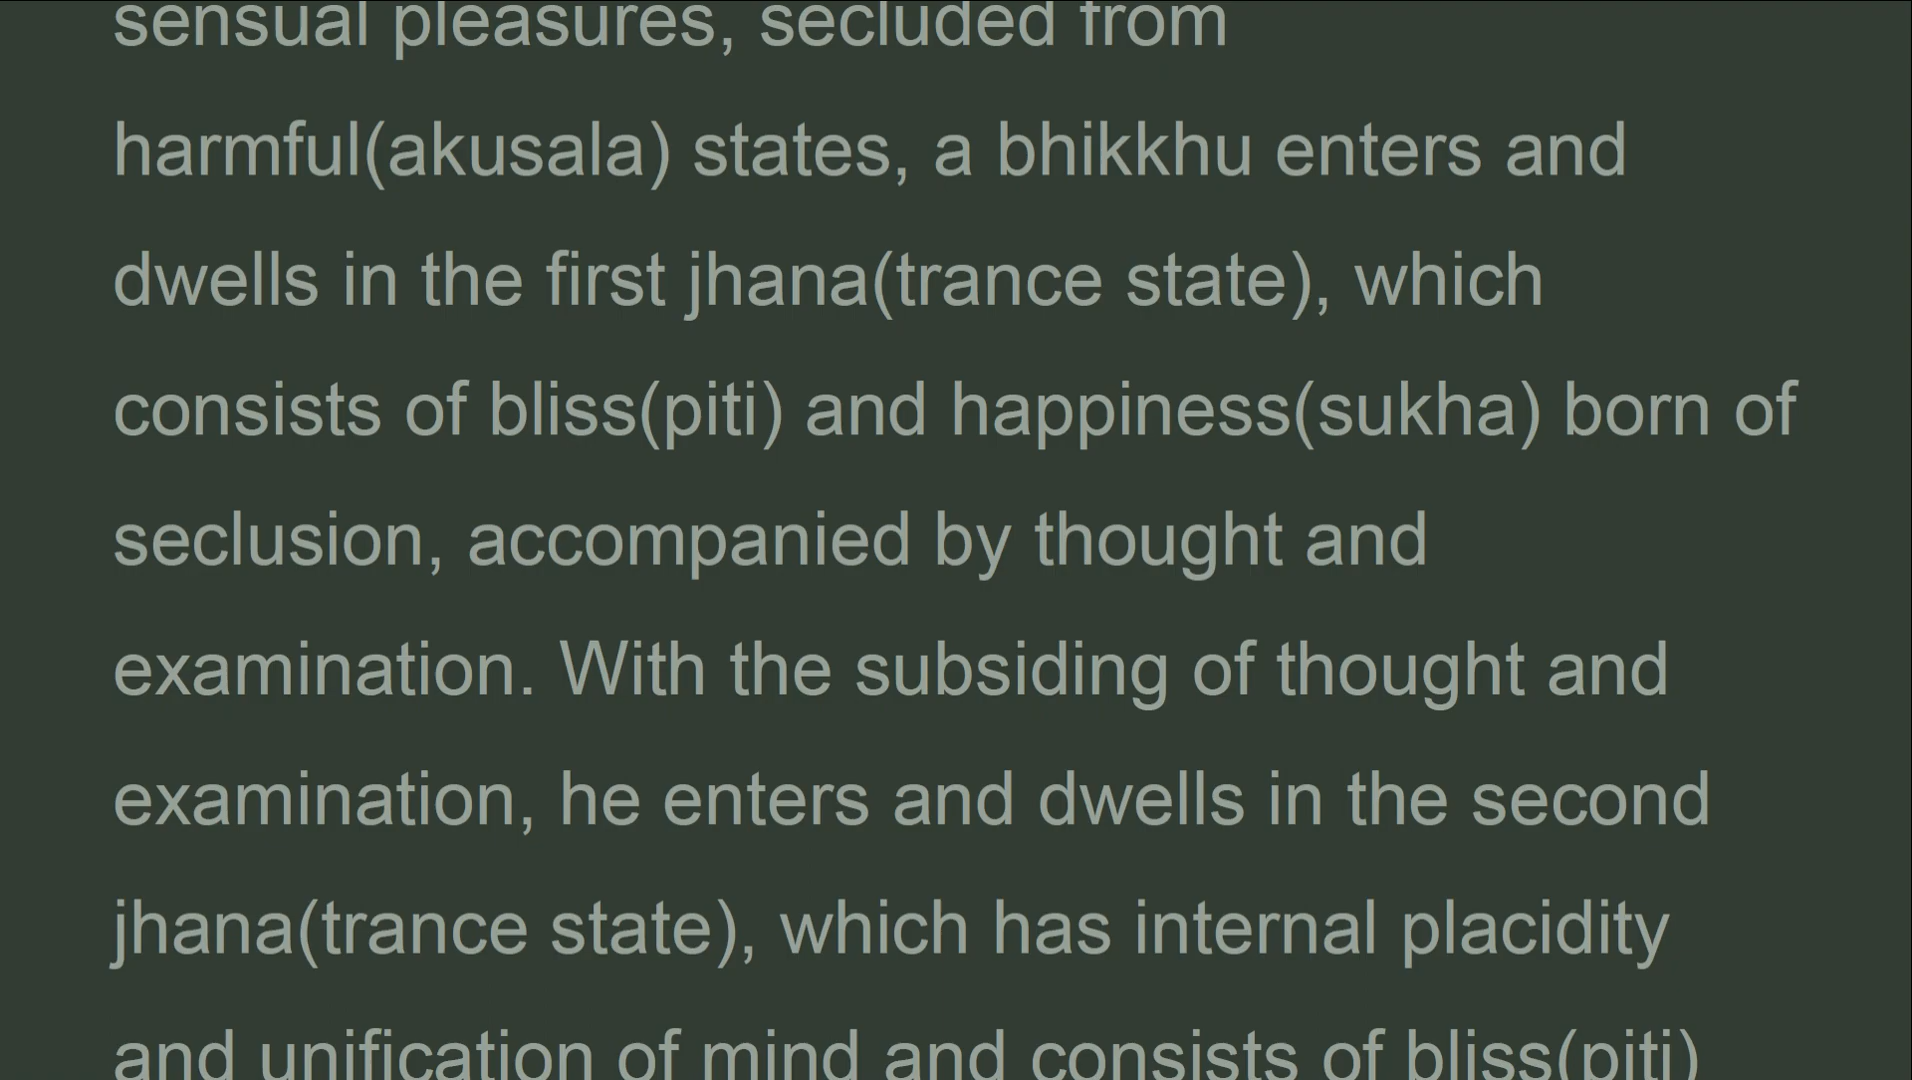 sensual pleasures, secluded from
harmful(akusala) states, a bhikkhu enters and
dwells in the first jhana(trance state), which
consists of bliss(piti) and happiness(sukha) born of
seclusion, accompanied by thought and
examination. With the subsiding of thought and
examination, he enters and dwells in the second
jhana(trance state), which has internal placidity
and unification of mind and consists of bliss(piti)